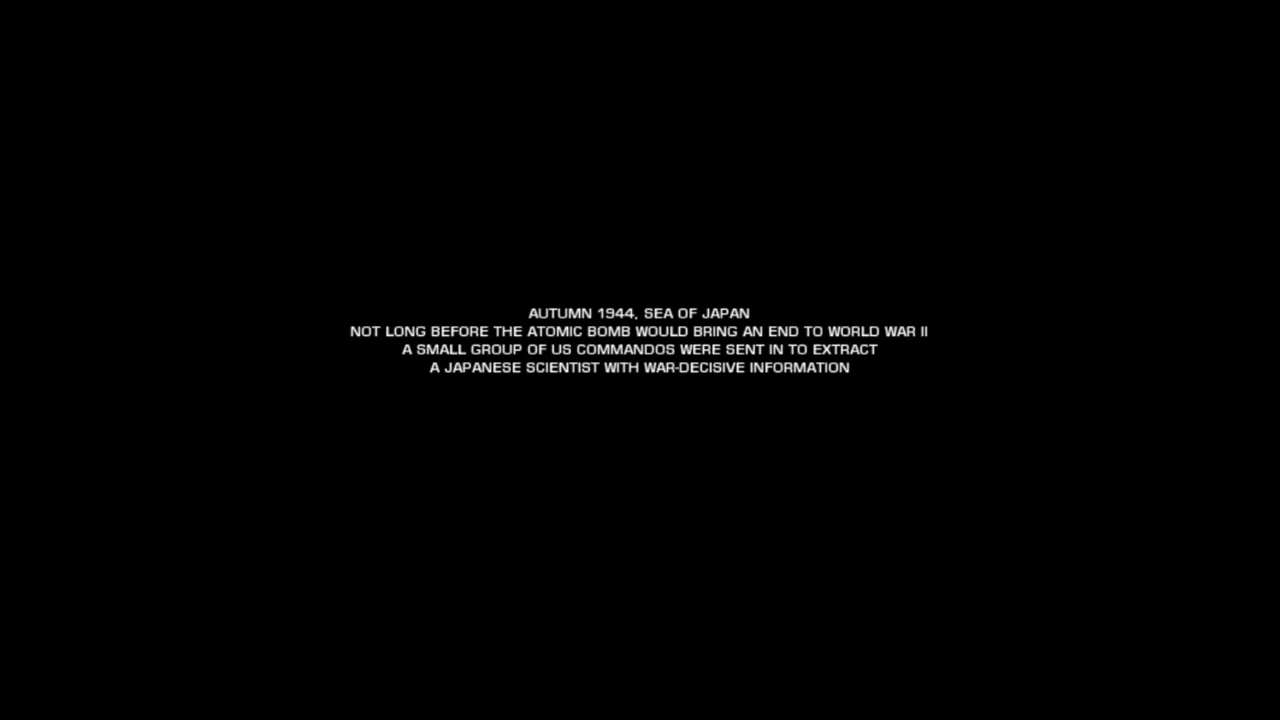 AUTUMN 1944, SEA OF JAPAN
NOT LONG BEFORE THE ATOMIC BOMB WOULD BRING AN END TO WORLD WAR II
A SMALL GROUP OF US COMMANDOS WERE SENT IN TO EXTRACT
A JAPANESE SCIENTIST WITH WAR-DECISIVE INFORMATION